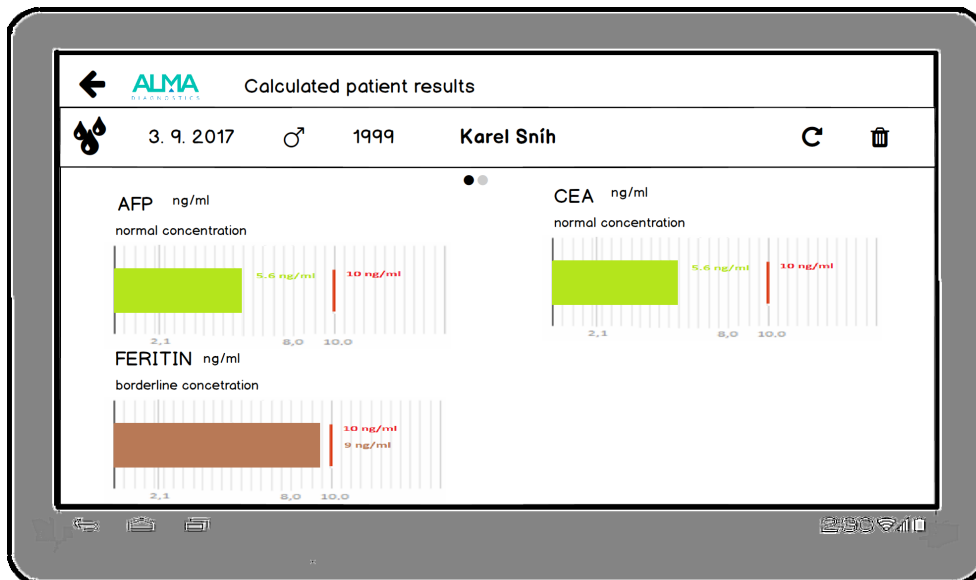 ALMA
DIAGNOSTICS
Calculated patient results
3. 9. 2017 1999 Karel Sníh
AFP ng/ml
normal concentration
5.6 ng/ml 10 ng/ml
2,1 8,0 10.0
CEA ng/ml
normal concentration
5.6 ng/ml 10 ng/ml
2,1 8,0 10.0
FERITIN ng/ml
borderline concetration
10 ng/ml
9 ng/ml
2,1 8,0 10.0